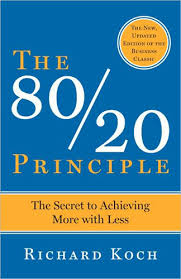 THE NEW,
UPDATED
EDITION OF THE
BUSINESS
CLASSIC
THE
80/20
PRINCIPLE
The Secret to Achieving
More with Less
RICHARD KOCH